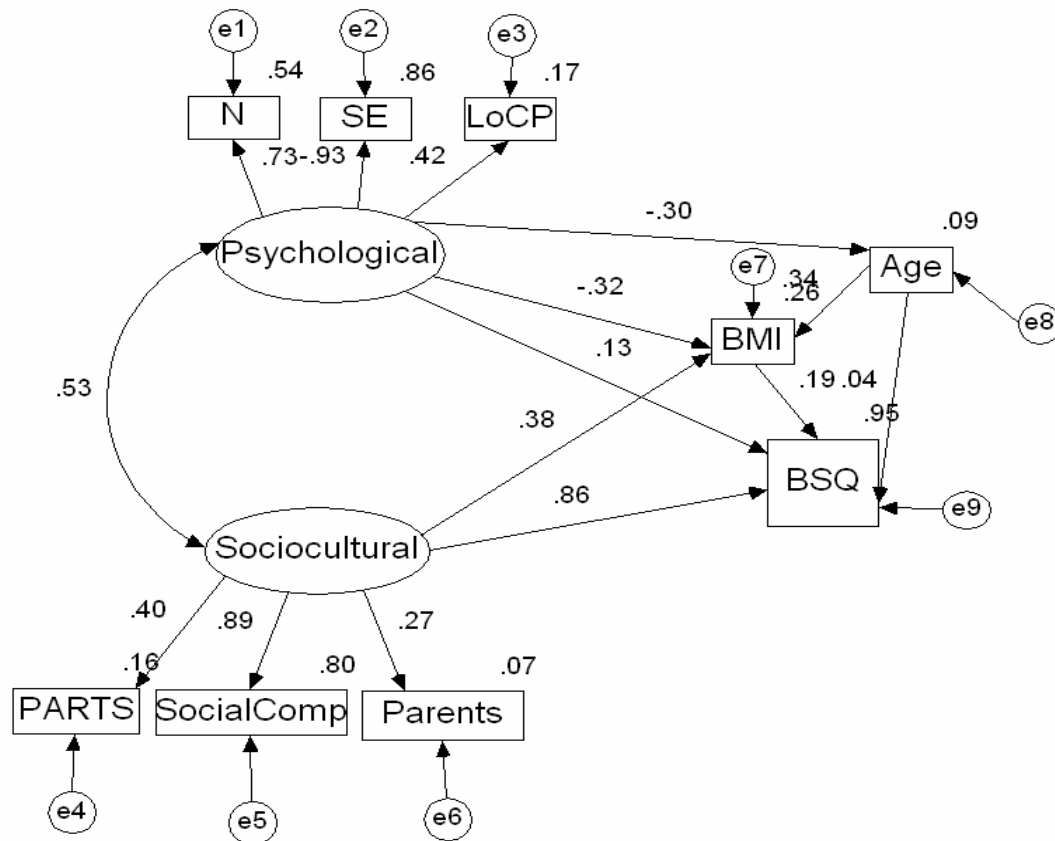 e1
e2
e3
.54
.86
.17
N
SE
LoCP
.73
-.93
.42
-.30
.09
Psychological
Age
e7
.34
.26
-.32
e8
BMI
.13
.19
.04
.53
.38
.95
BSQ
.86
e9
Sociocultural
.40
.89
.27
.16
.80
.07
PARTS
SocialComp
Parents
e4
e5
e6